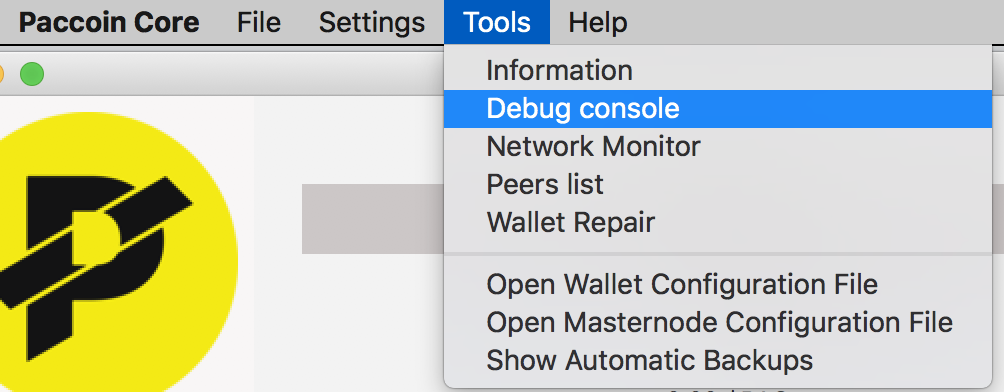 Paccoin Core File Settings Tools Help
Information
Debug console
Network Monitor
Peers list
Wallet Repair
Open Wallet Configuration File
Open Masternode Configuration File
Show Automatic Backups